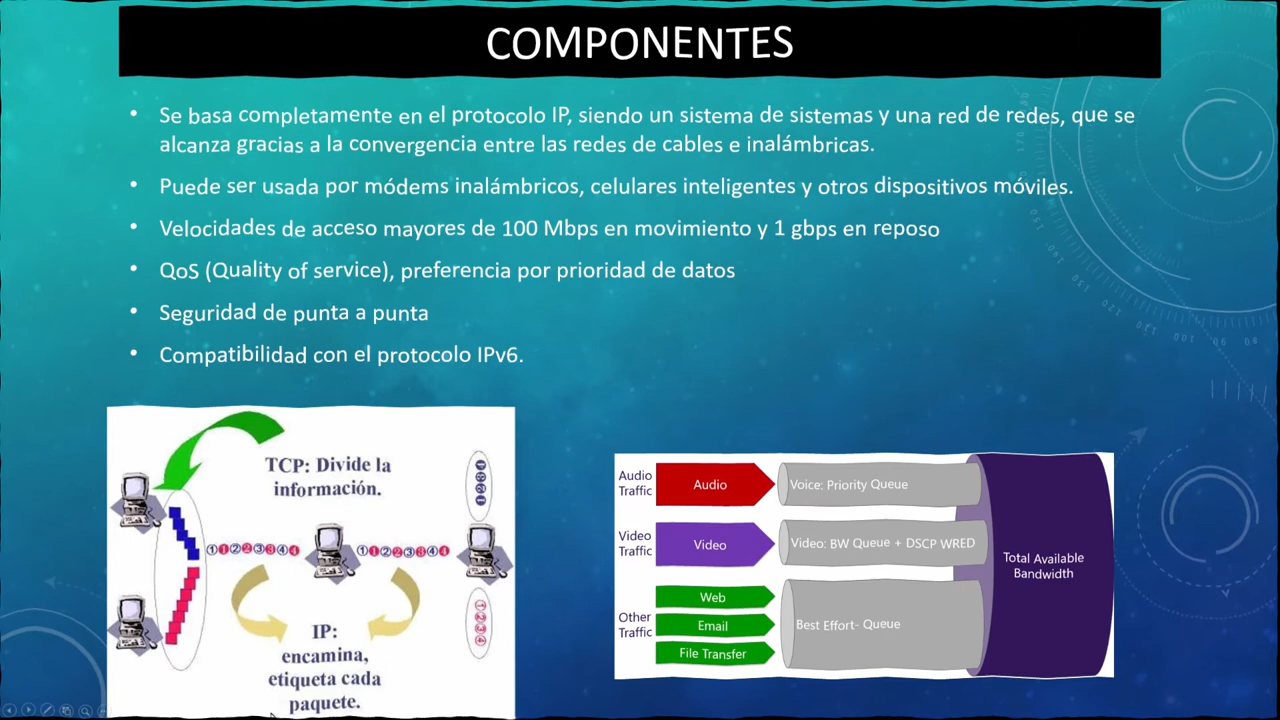 COMPONENTES
• Se basa completamente en el protocolo IP, siendo un sistema de sistemas y una red de redes, que se
alcanza gracias a la convergencia entre las redes de cables e inalámbricas.
• Puede ser usada por módems inalámbricos, celulares inteligentes y otros dispositivos móviles.
• Velocidades de acceso mayores de 100 Mbps en movimiento y 1 gbps en reposo
• QoS (Quality of service), preferencia por prioridad de datos
• Seguridad de punta a punta
• Compatibilidad con el protocolo IPv6.
TCP: Divide la
información.
①①②②③③④④
①①②②③③④④
IP:
encamina,
etiqueta cada
paquete.
①②③④
Audio
Traffic
Audio
Voice: Priority Queue
Video
Traffic
Video
Video: BW Queue + DSCP WRED
Other
Traffic
Web
Email
File Transfer
Best Effort- Queue
Total Available
Bandwidth